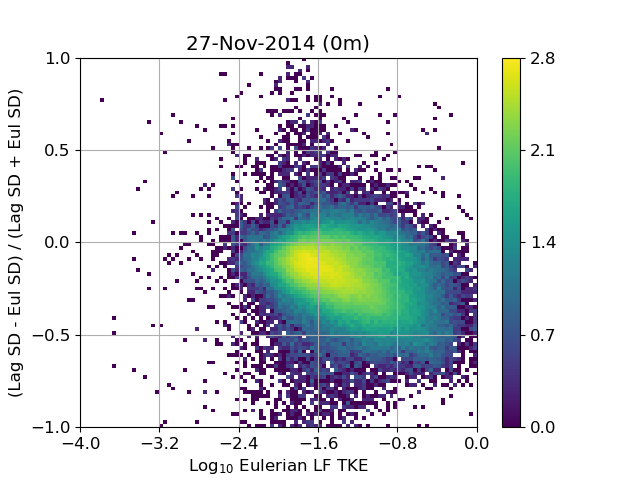 27-Nov-2014 (0m)
(Lag SD - Eul SD) / (Lag SD + Eul SD)
1.0
0.5
0.0
−0.5
−1.0
−4.0 −3.2 −2.4 −1.6 −0.8 0.0
Log₁₀ Eulerian LF TKE
2.8
2.1
1.4
0.7
0.0